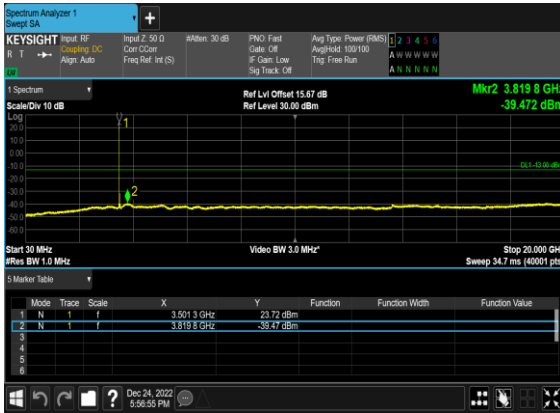 Spectrum Analyzer 1
Swept SA
+
KEYSIGHT
R T
Input: RF
Coupling: DC
Align: Auto
Input Z: 50 Ω
Corr CCorr
Freq Ref: Int (S)
#Atten: 30 dB
PNO: Fast
Gate: Off
IF Gain: Low
Sig Track: Off
Avg Type: Power (RMS)
Avg|Hold: 100/100
Trig: Free Run
1 2 3 4 5 6
A W W W W W
A N N N N N
1 Spectrum
Scale/Div 10 dB
Ref Lvl Offset 15.67 dB
Ref Level 30.00 dBm
Mkr2 3.819 8 GHz
-39.472 dBm
Log
20.0
10.0
0.00
-10.0
-20.0
-30.0
-40.0
-50.0
-60.0
1
2
DL1 -13.00 dBm
Start 30 MHz
#Res BW 1.0 MHz
Video BW 3.0 MHz*
Stop 20.000 GH
Sweep 34.7 ms (40001 pts
5 Marker Table
Mode Trace Scale X Y Function Function Width Function Value
1 N 1 f 3.501 3 GHz 23.72 dBm
2 N 1 f 3.819 8 GHz -39.47 dBm
3
4
5
6
?
Dec 24, 2022
5:56:55 PM